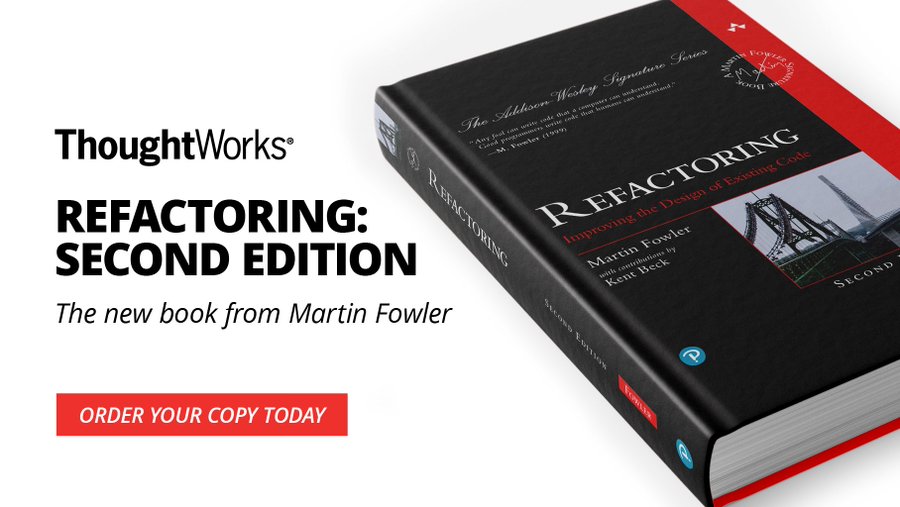 ThoughtWorks®
REFACTORING:
SECOND EDITION
The new book from Martin Fowler
ORDER YOUR COPY TODAY
The Addison-Wesley Signature Series
"Any fool can write code that a computer can understand.
Good programmers write code that humans can understand."
—M. Fowler (1999)
A MARTIN FOWLER SIGNATURE BOOK
Martin
REFACTORING
Improving the Design of Existing Code
Martin Fowler
with contributions by
Kent Beck
SECOND
P
REFACTORING
SECOND EDITION
FOWLER
P